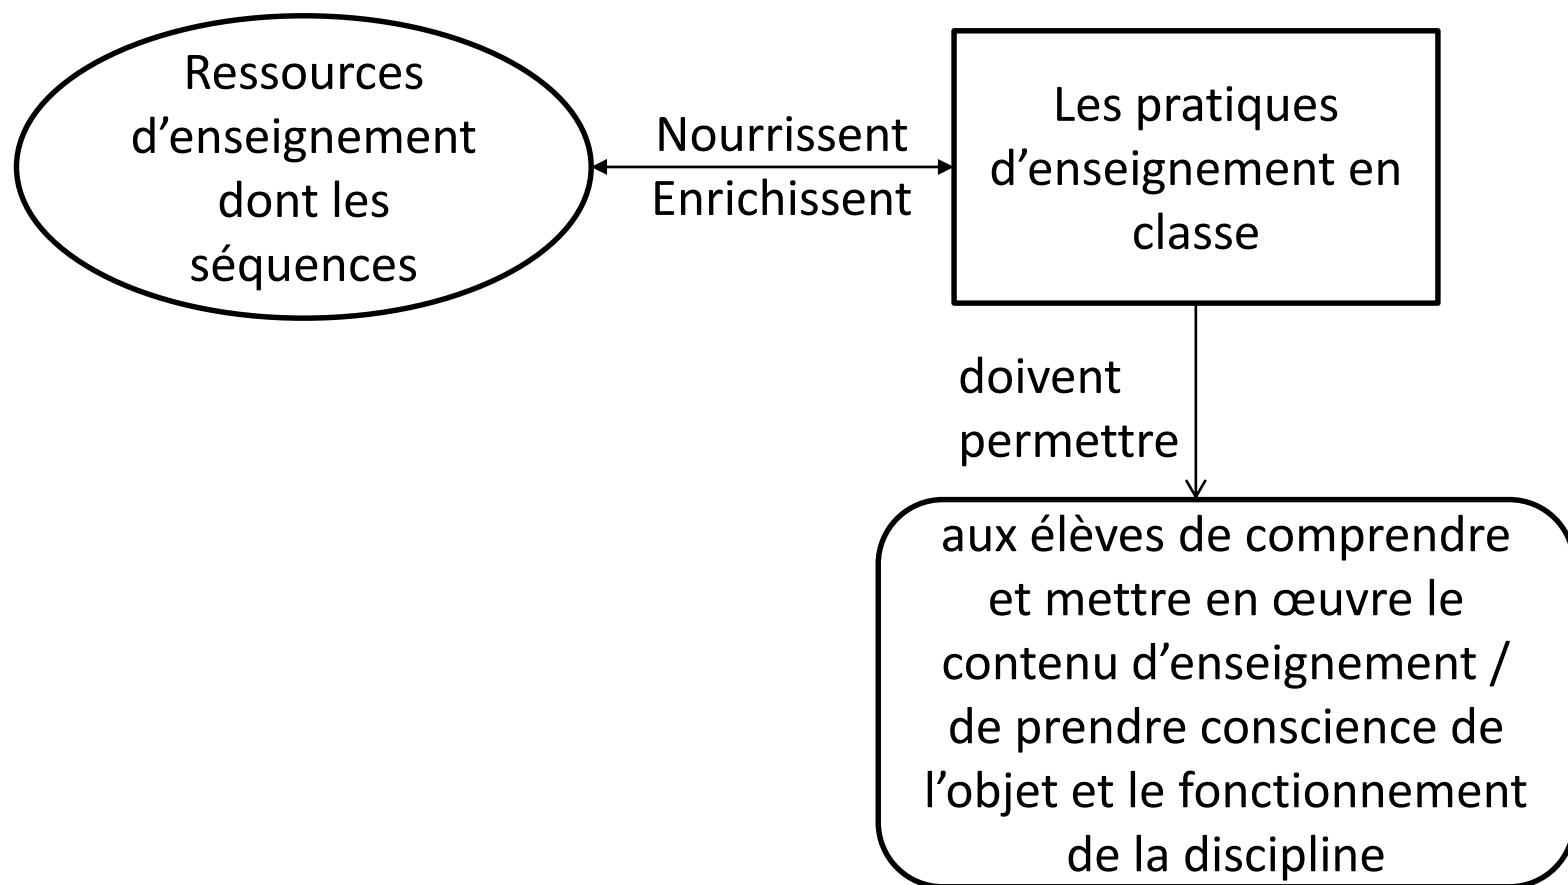 Ressources
d’enseignement
dont les
séquences
Nourrissent
Enrichissent
Les pratiques
d’enseignement en
classe
doivent
permettre
aux élèves de comprendre
et mettre en œuvre le
contenu d’enseignement /
de prendre conscience de
l’objet et le fonctionnement
de la discipline